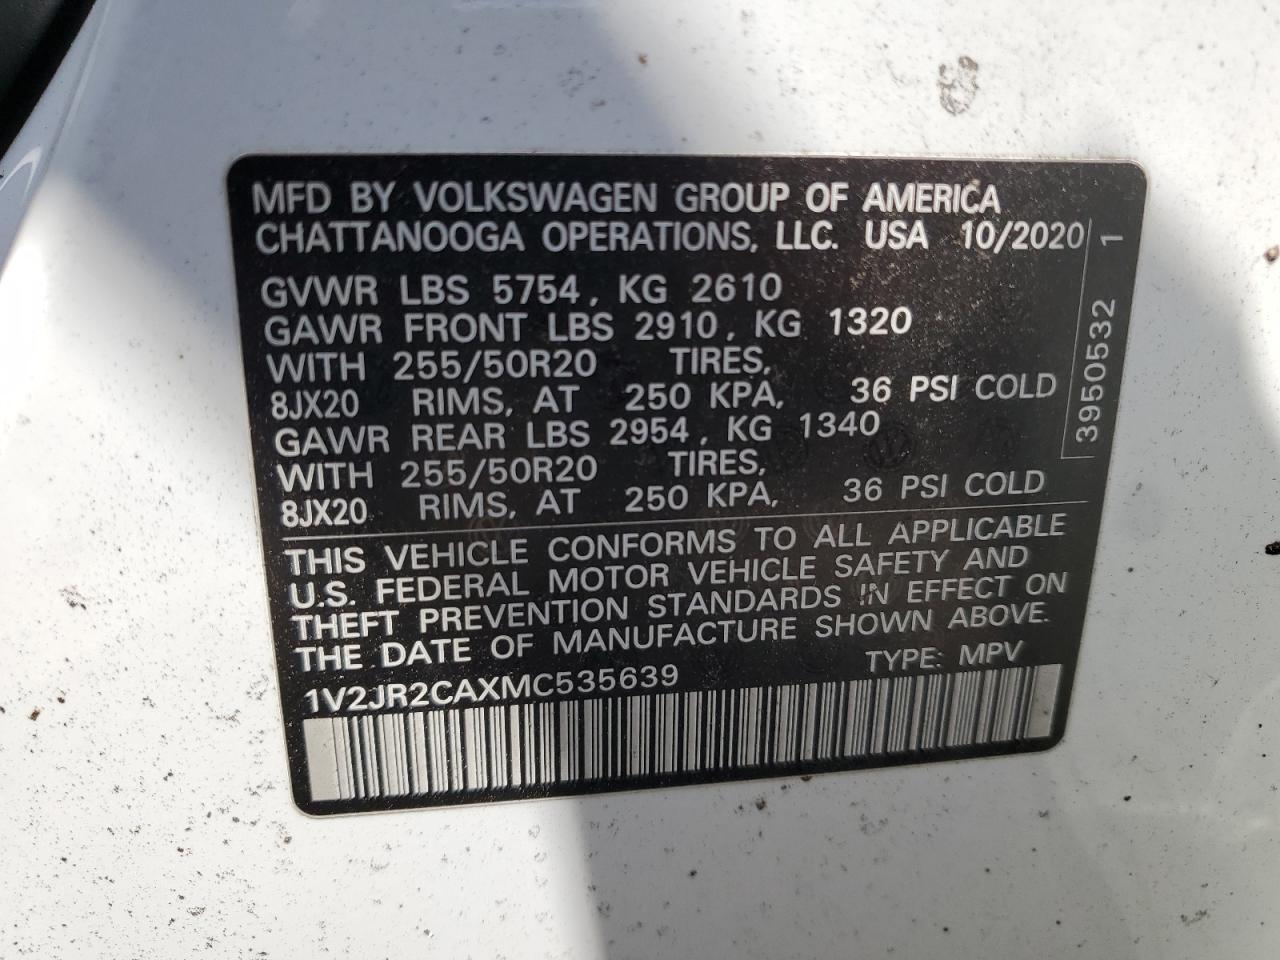 MFD BY VOLKSWAGEN GROUP OF AMERICA
CHATTANOOGA OPERATIONS, LLC. USA 10/2020
GVWR LBS 5754, KG 2610
GAWR FRONT LBS 2910, KG 1320
WITH 255/50R20 TIRES,
8JX20 RIMS, AT 250 KPA, 36 PSI COLD
GAWR REAR LBS 2954, KG 1340
WITH 255/50R20 TIRES,
8JX20 RIMS, AT 250 KPA, 36 PSI COLD
THIS VEHICLE CONFORMS TO ALL APPLICABLE
U.S. FEDERAL MOTOR VEHICLE SAFETY AND
THEFT PREVENTION STANDARDS IN EFFECT ON
THE DATE OF MANUFACTURE SHOWN ABOVE.
TYPE: MPV
1V2JR2CAXMC535639
3950532 1